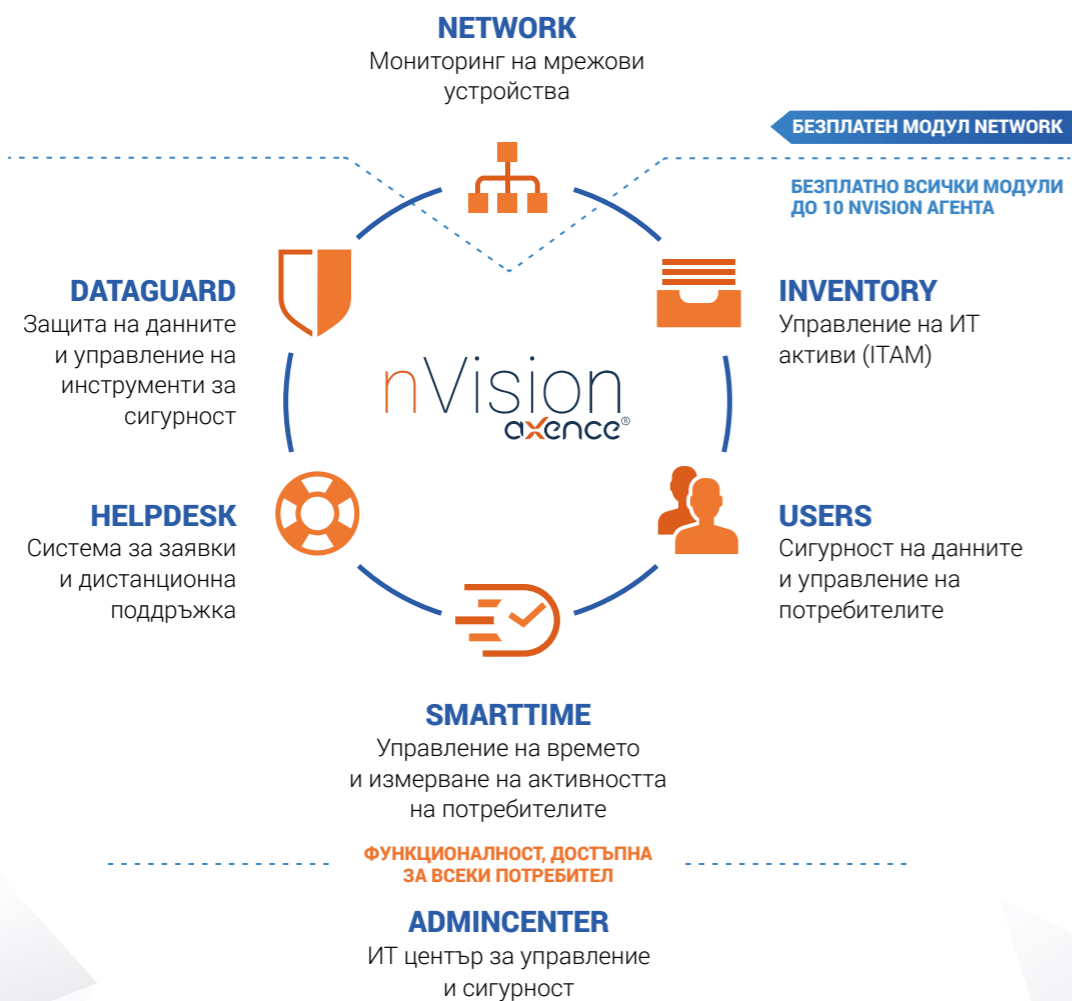 NETWORK
Мониторинг на мрежови
устройства
БЕЗПЛАТЕН МОДУЛ NETWORK
БЕЗПЛАТНО ВСИЧКИ МОДУЛИ
ДО 10 NVISION АГЕНТА
DATAGUARD
Защита на данните
и управление на
инструменти за
сигурност
INVENTORY
Управление на ИТ
активи (ITAM)
nVision
axence®
HELPDESK
Система за заявки
и дистанционна
поддръжка
USERS
Сигурност на данните
и управление на
потребителите
SMARTTIME
Управление на времето
и измерване на активността
на потребителите
ФУНКЦИОНАЛНОСТ, ДОСТЪПНА
ЗА ВСЕКИ ПОТРЕБИТЕЛ
ADMINCENTER
ИТ център за управление
и сигурност